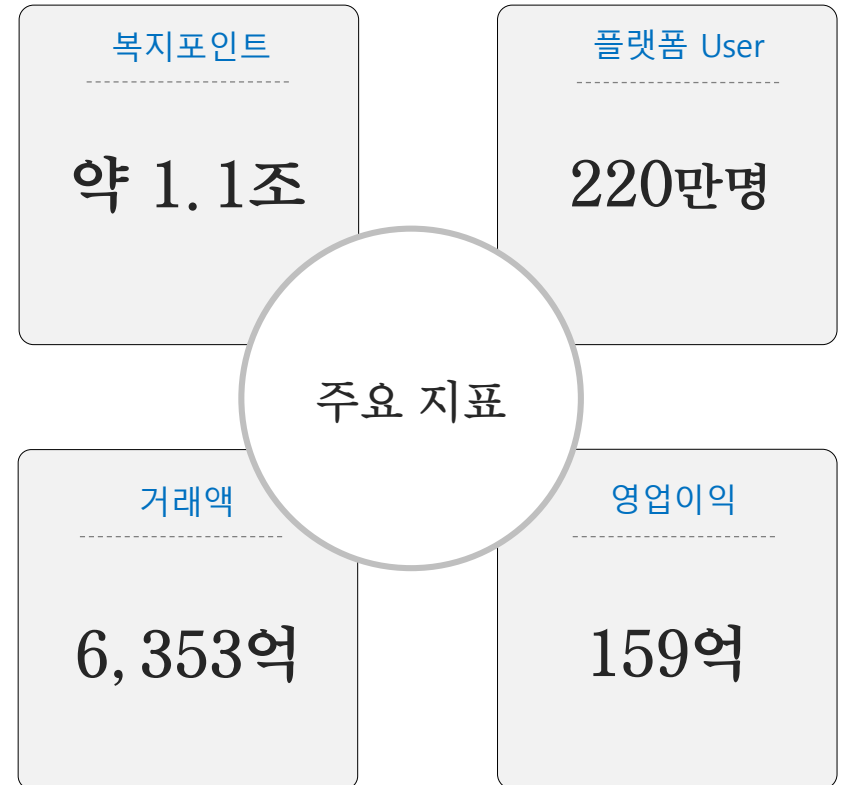 복지포인트
약 1. 1조
플랫폼 User
220만명
주요 지표
거래액
6, 353억
영업이익
159억